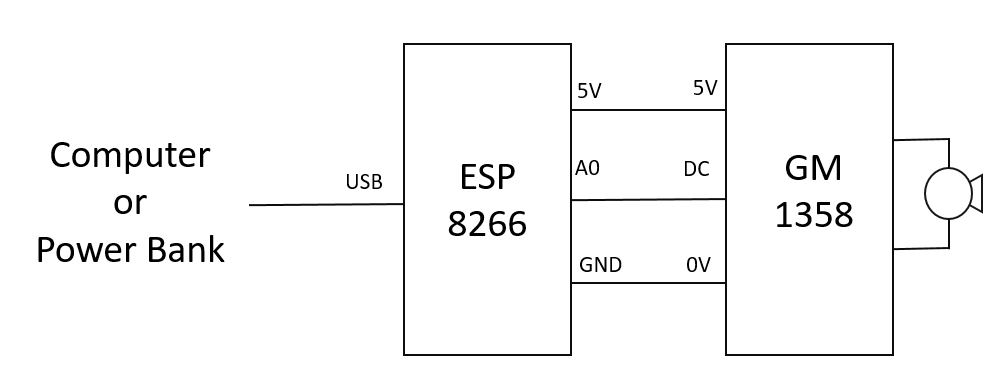 Computer
or
Power Bank
USB
ESP
8266
5V
A0
GND
5V
DC
0V
GM
1358